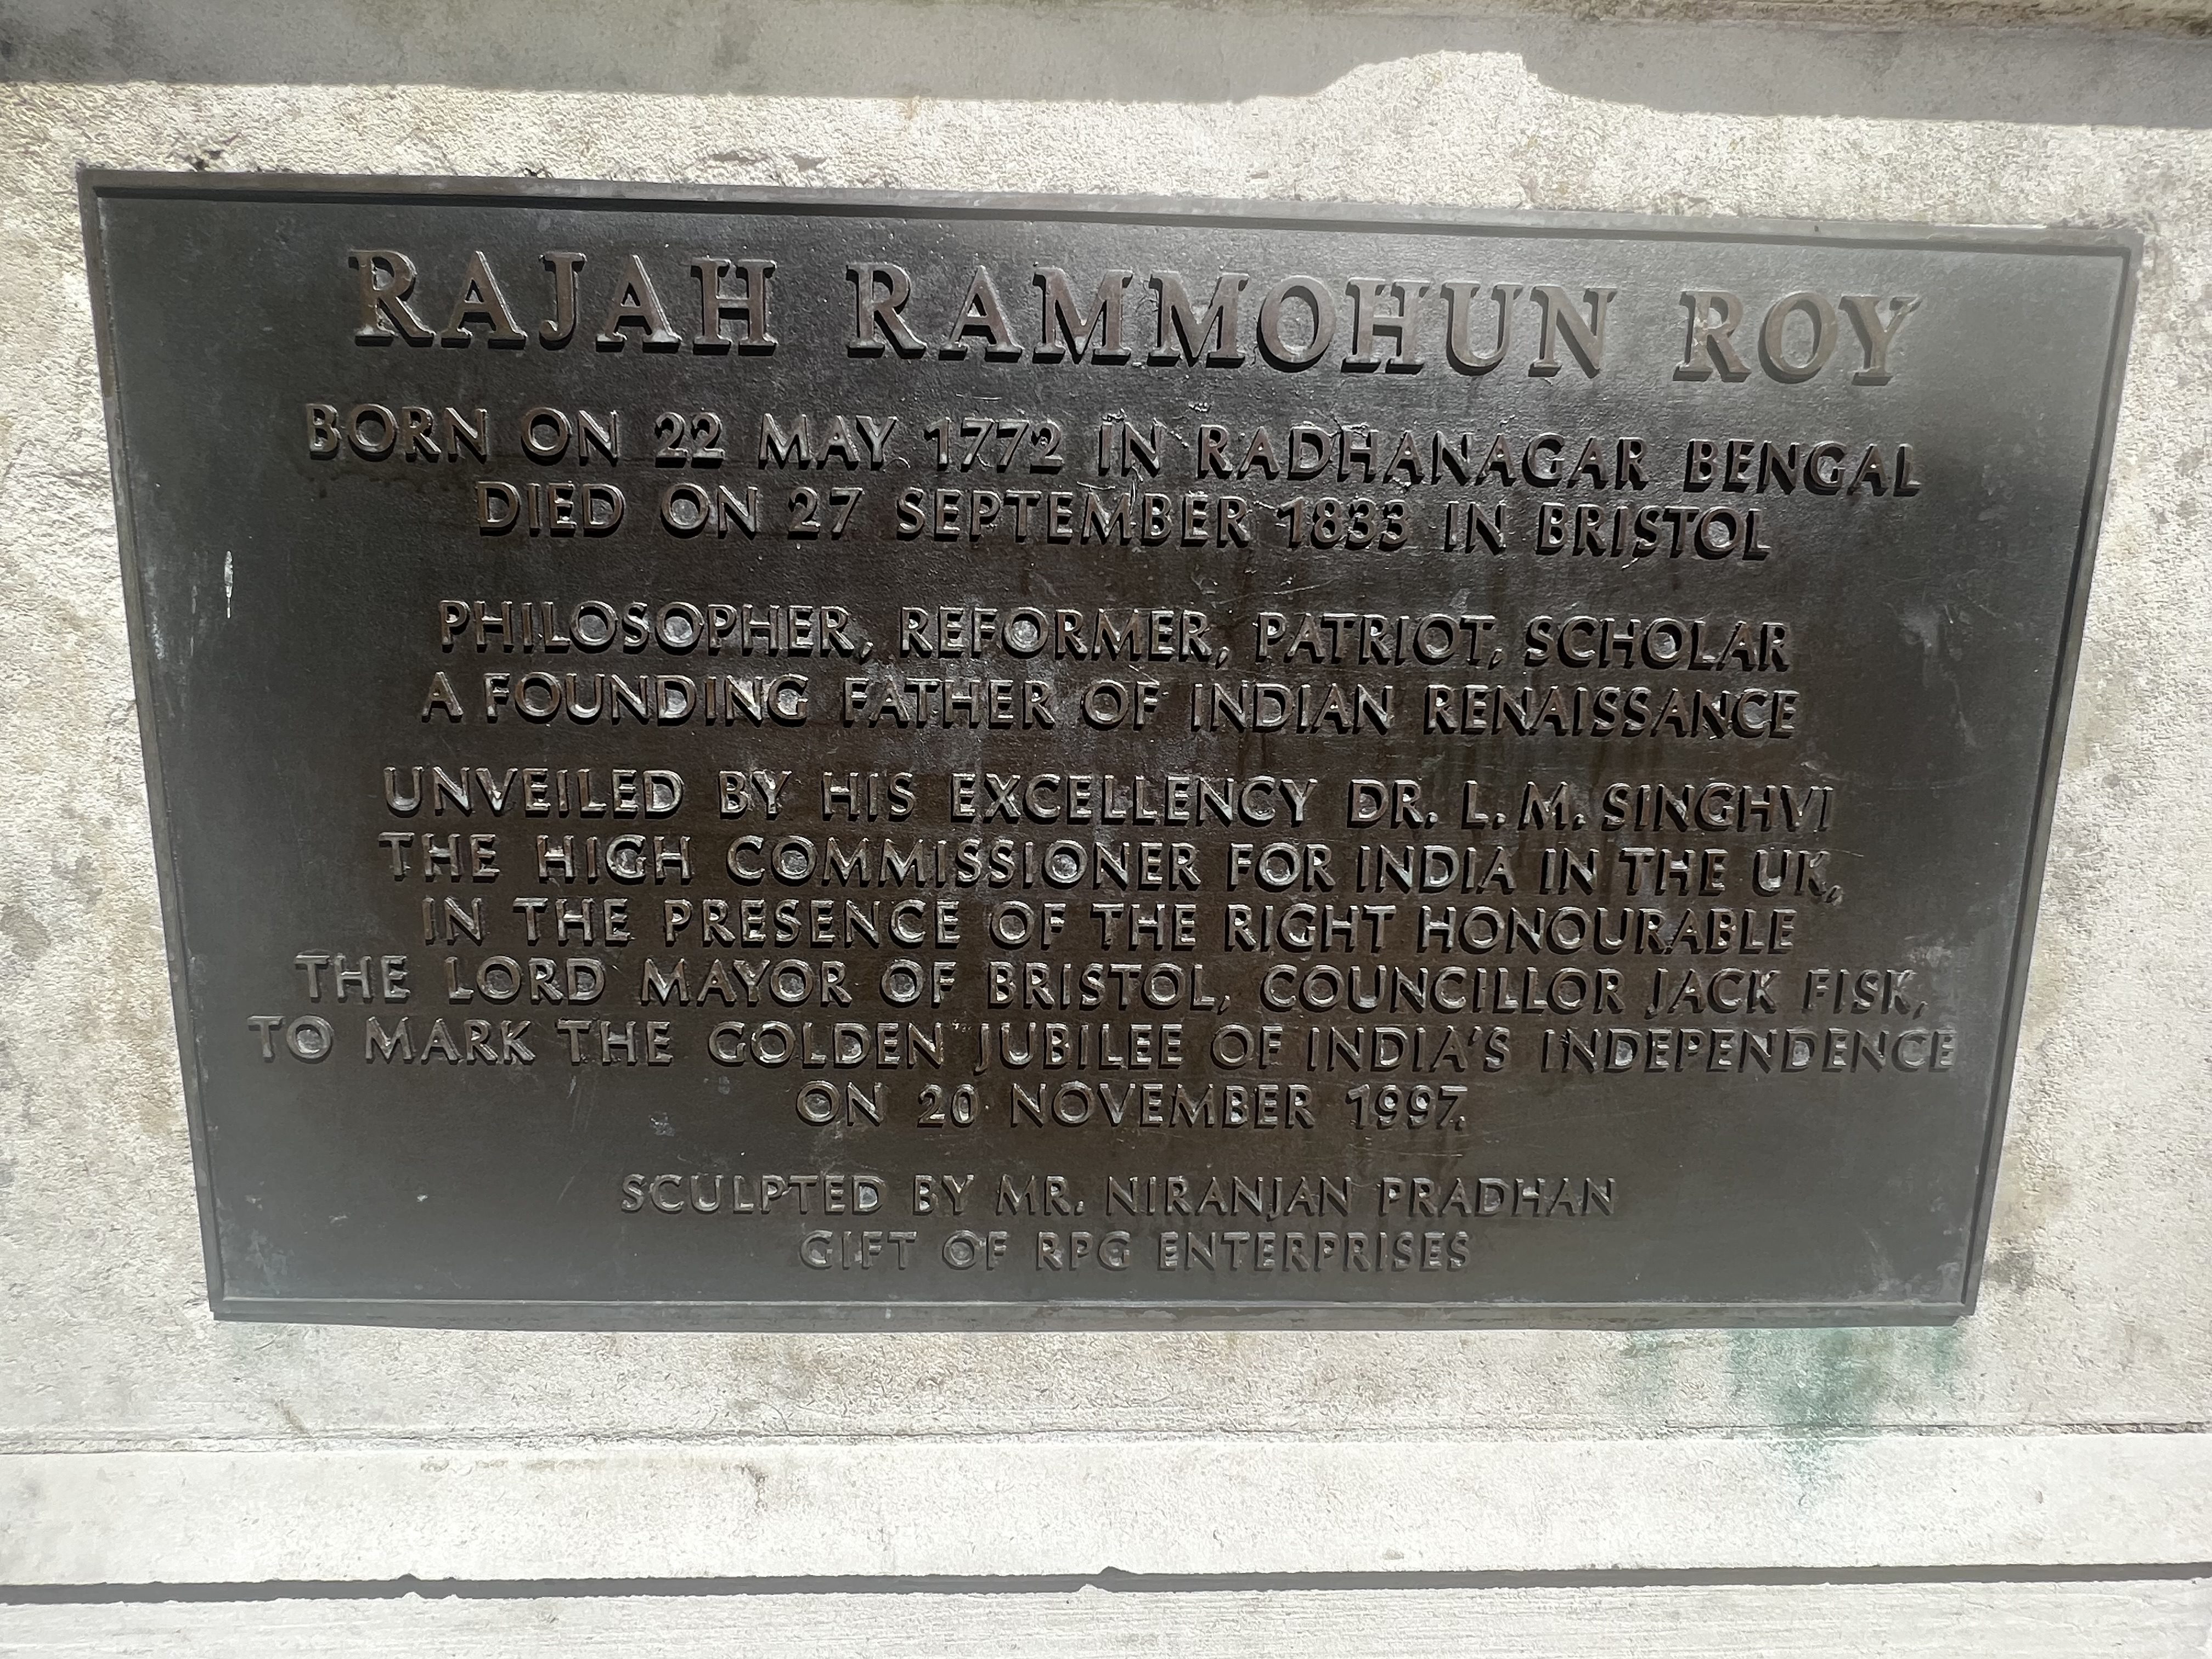 RAJAH RAMMOHUN ROY
BORN ON 22 MAY 1772 IN RADHANAGAR BENGAL
DIED ON 27 SEPTEMBER 1833 IN BRISTOL
PHILOSOPHER, REFORMER, PATRIOT, SCHOLAR
A FOUNDING FATHER OF INDIAN RENAISSANCE
UNVEILED BY HIS EXCELLENCY DR. L.M. SINGHVI
THE HIGH COMMISSIONER FOR INDIA IN THE UK,
IN THE PRESENCE OF THE RIGHT HONOURABLE
THE LORD MAYOR OF BRISTOL, COUNCILLOR JACK FISK,
TO MARK THE GOLDEN JUBILEE OF INDIA'S INDEPENDENCE
ON 20 NOVEMBER 1997.
SCULPTED BY MR. NIRANJAN PRADHAN
GIFT OF RPG ENTERPRISES